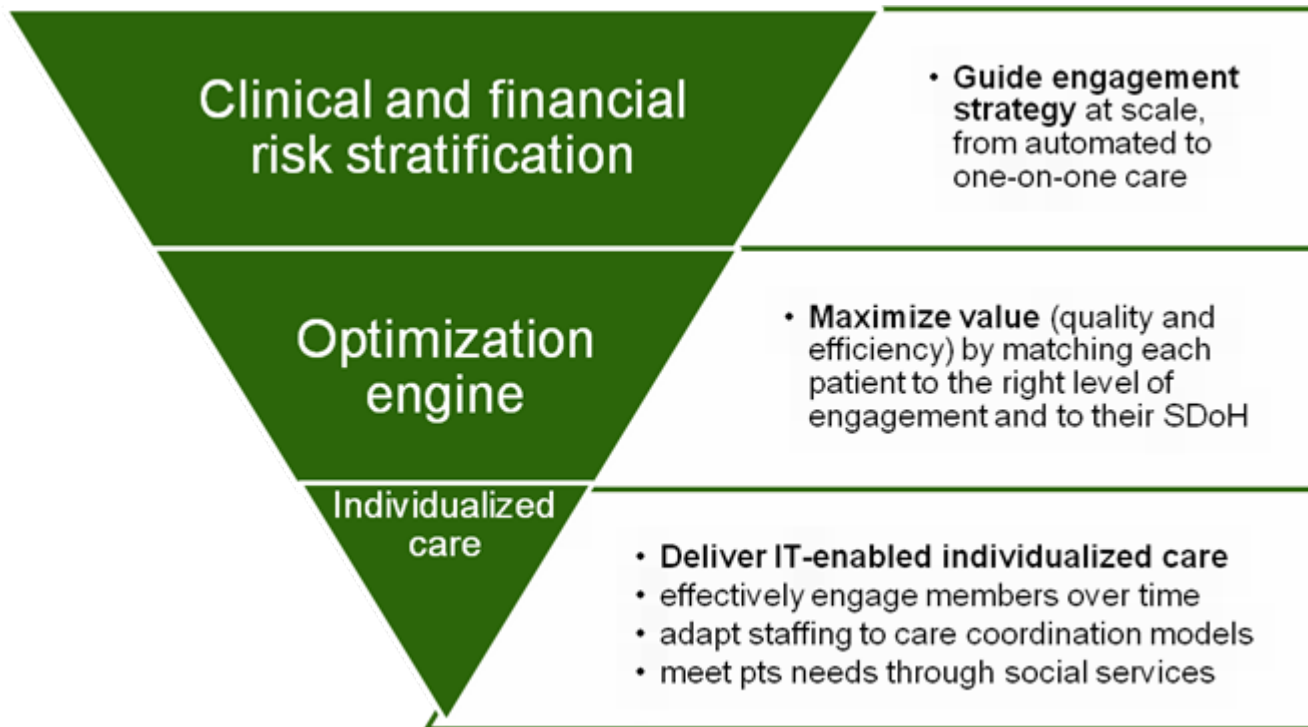 Clinical and financial
risk stratification
• Guide engagement
strategy at scale,
from automated to
one-on-one care
Optimization
engine
• Maximize value (quality and
efficiency) by matching each
patient to the right level of
engagement and to their SDoH
Individualized
care
• Deliver IT-enabled individualized care
• effectively engage members over time
• adapt staffing to care coordination models
• meet pts needs through social services